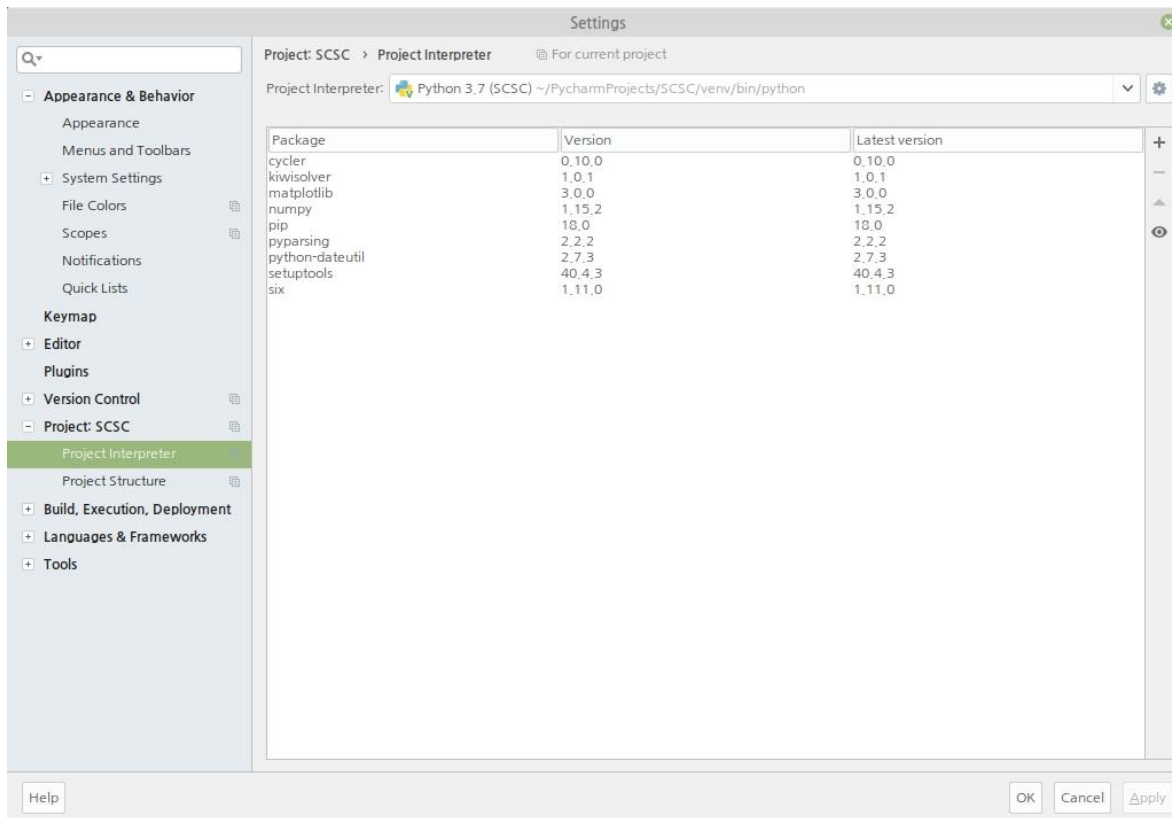 Settings
Project: SCSC › Project Interpreter For current project
Project Interpreter: Python 3.7 (SCSC) ~/PycharmProjects/SCSC/venv/bin/python
Appearance & Behavior
Appearance
Menus and Toolbars
System Settings
File Colors
Scopes
Notifications
Quick Lists
Keymap
Editor
Plugins
Version Control
Project: SCSC
Project Interpreter
Project Structure
Build, Execution, Deployment
Languages & Frameworks
Tools
Package Version Latest version
cycler 0.10.0 0.10.0
kiwisolver 1.0.1 1.0.1
matplotlib 3.0.0 3.0.0
numpy 1.15.2 1.15.2
pip 18.0 18.0
pyparsing 2.2.2 2.2.2
python-dateutil 2.7.3 2.7.3
setuptools 40.4.3 40.4.3
six 1.11.0 1.11.0
Help OK Cancel Apply